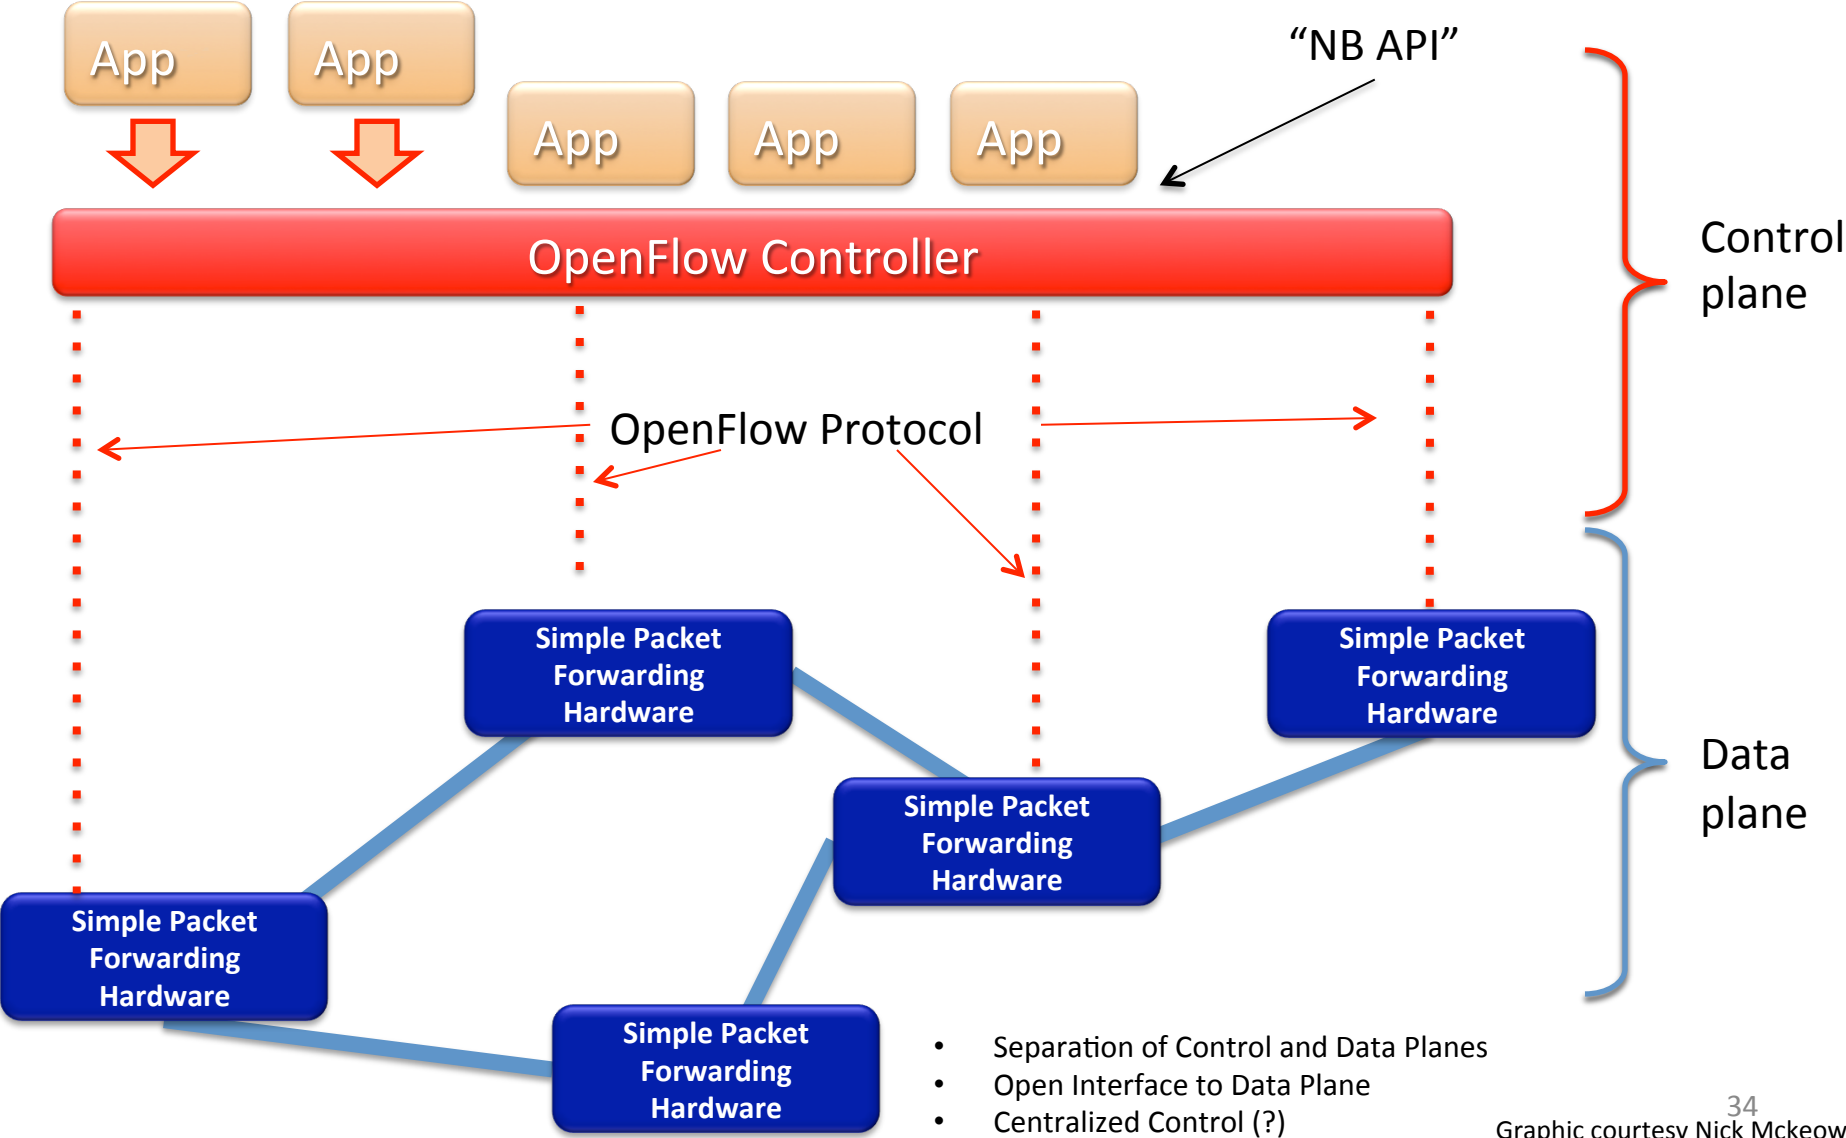 App
App
App
App
App
“NB API”
OpenFlow Controller
Control
plane
OpenFlow Protocol
Simple Packet
Forwarding
Hardware
Simple Packet
Forwarding
Hardware
Simple Packet
Forwarding
Hardware
Data
plane
Simple Packet
Forwarding
Hardware
Simple Packet
Forwarding
Hardware
• Separation of Control and Data Planes
• Open Interface to Data Plane
• Centralized Control (?)
34
Graphic courtesy Nick Mckeow